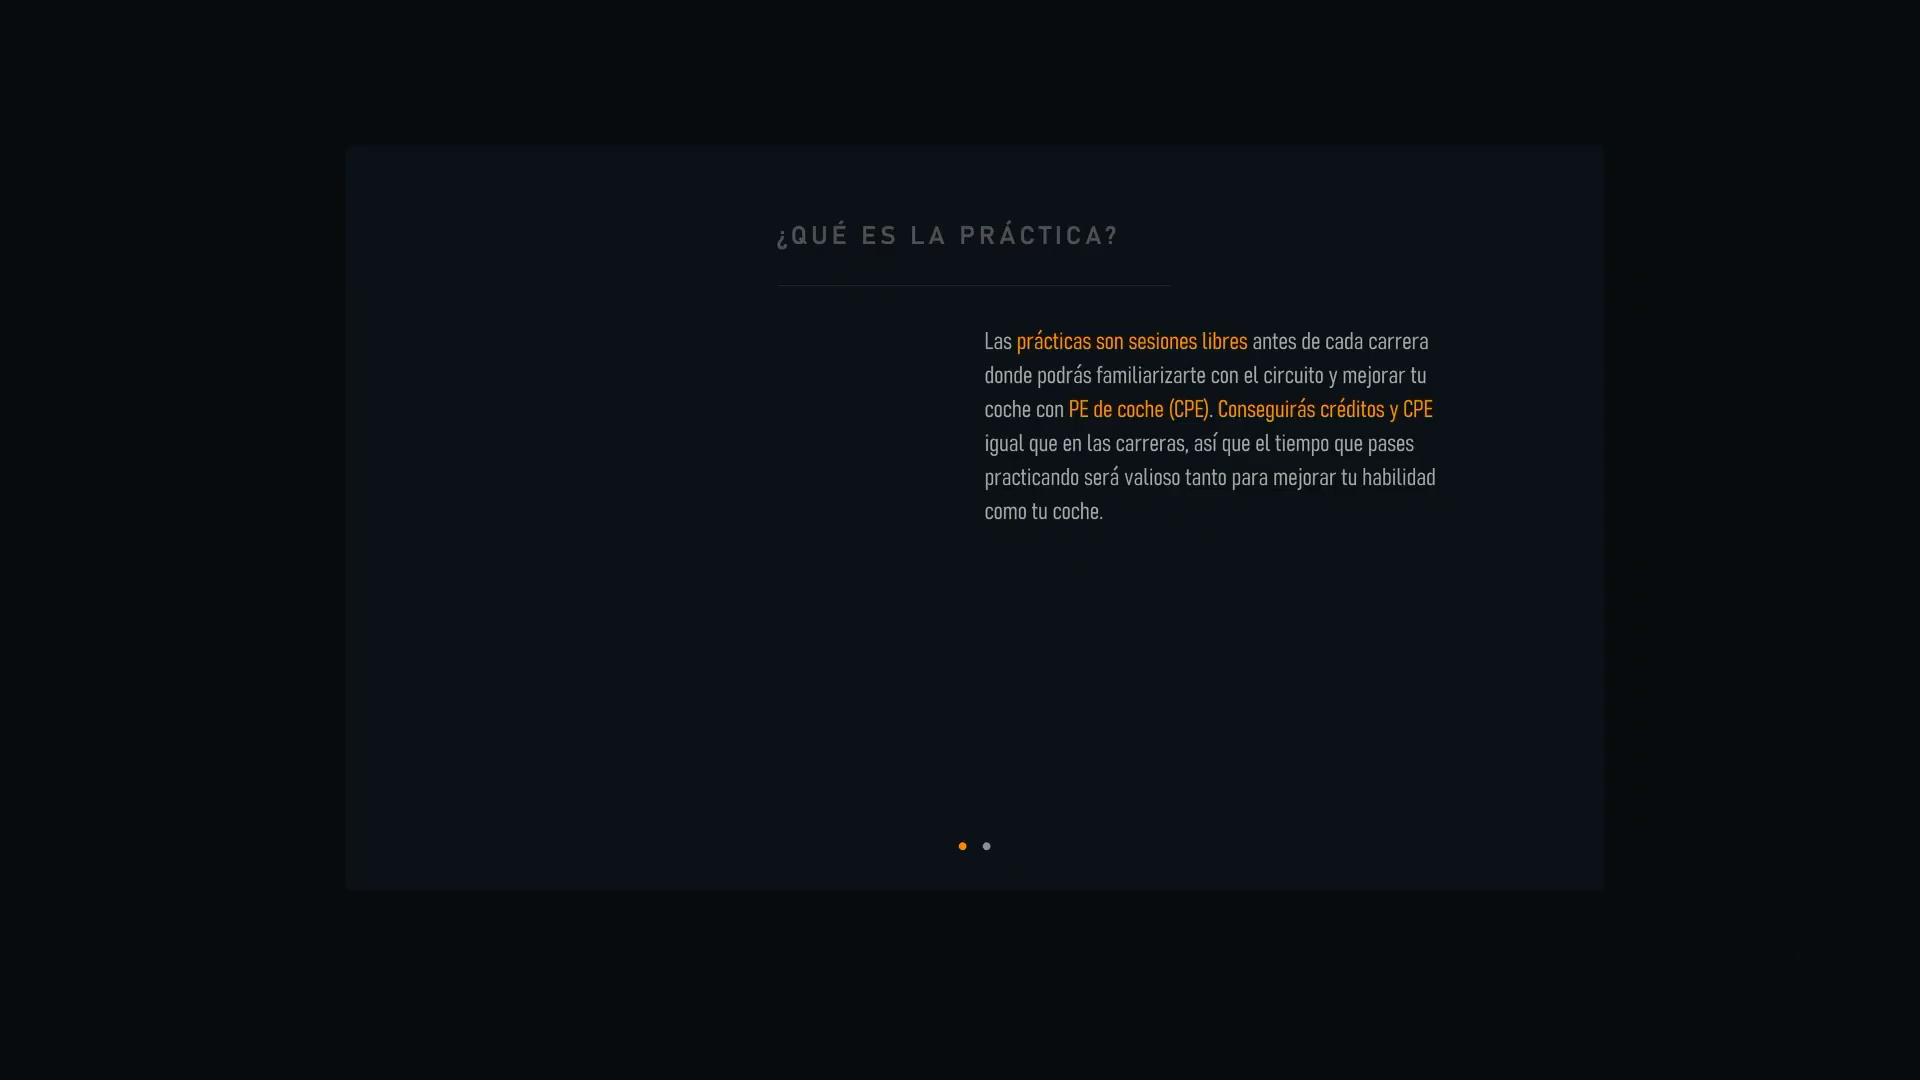 ¿QUÉ ES LA PRÁCTICA?
Las prácticas son sesiones libres antes de cada carrera
donde podrás familiarizarte con el circuito y mejorar tu
coche con PE de coche (CPE). Conseguirás créditos y CPE
igual que en las carreras, así que el tiempo que pases
practicando será valioso tanto para mejorar tu habilidad
como tu coche.